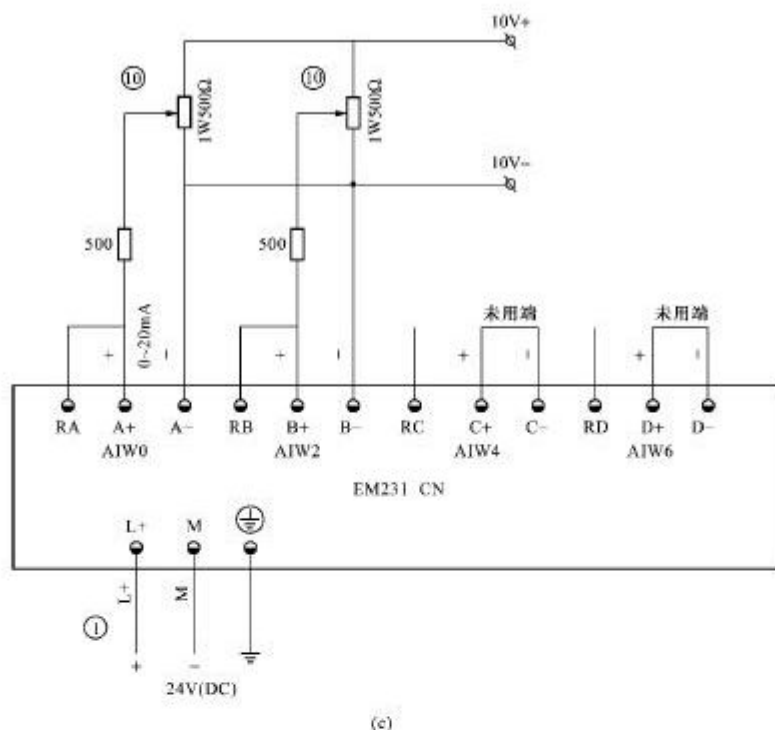 10V+
⑩
⑩
1W500Ω
1W500Ω
10V−
500
500
0~20mA
未用端
未用端
+
−
+
−
+
−
+
−
RA
A+
A−
RB
B+
B−
RC
C+
C−
RD
D+
D−
AIW0
AIW2
AIW4
AIW6
EM231 CN
L+
M
L+
M
①
+
−
24V(DC)
(c)